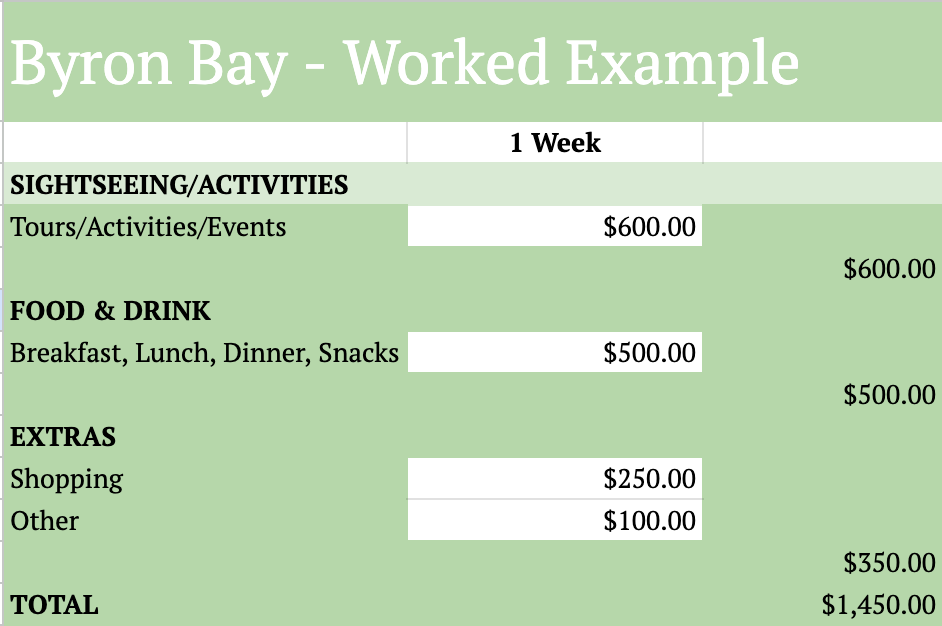 Byron Bay - Worked Example
1 Week
SIGHTSEEING/ACTIVITIES
Tours/Activities/Events $600.00
$600.00
FOOD & DRINK
Breakfast, Lunch, Dinner, Snacks $500.00
$500.00
EXTRAS
Shopping $250.00
Other $100.00
$350.00
TOTAL $1,450.00